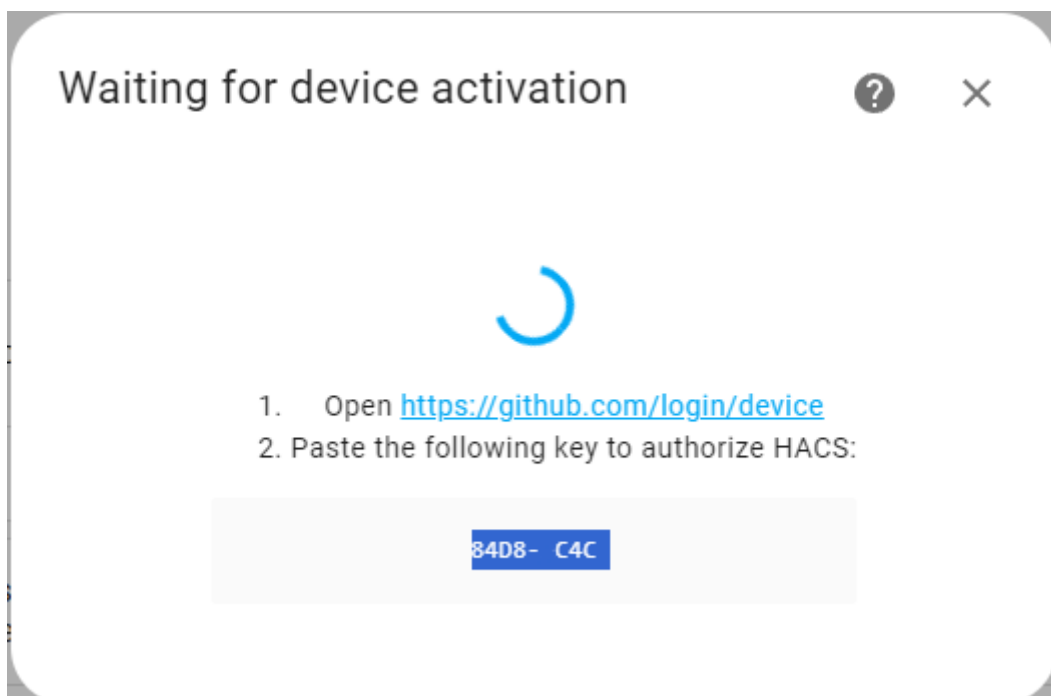 Waiting for device activation
1. Open https://github.com/login/device
2. Paste the following key to authorize HACS:
84D8- C4C